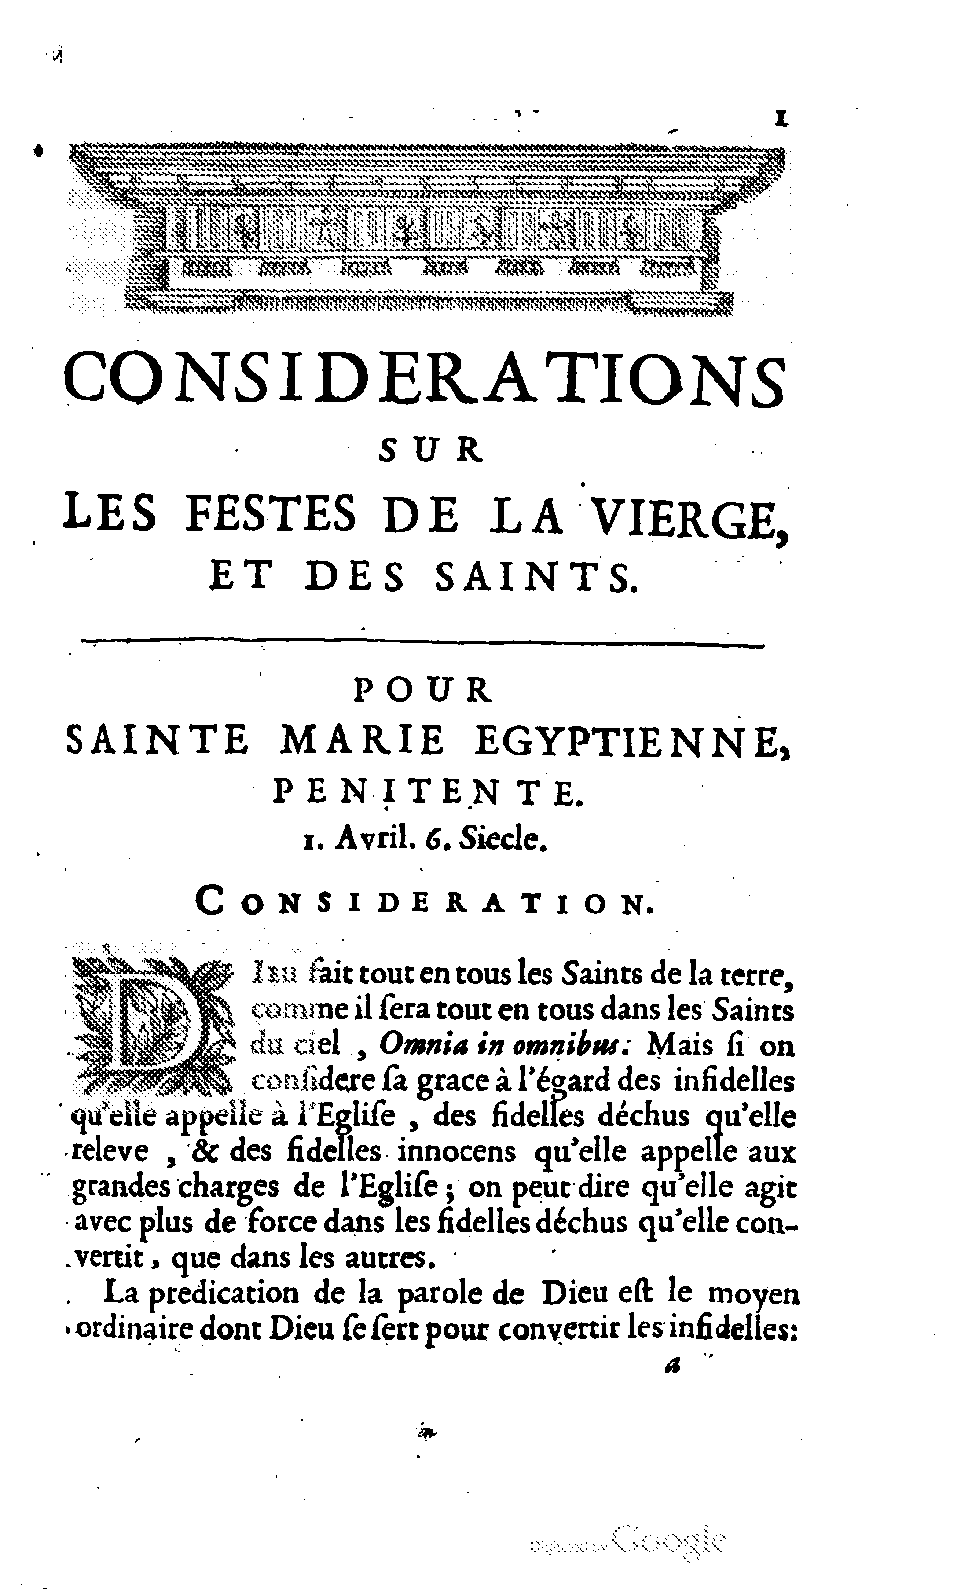 1
CONSIDERATIONS
SUR
LES FESTES DE LA VIERGE,
ET DES SAINTS.
POUR
SAINTE MARIE EGYPTIENNE,
PENITENTE.
1. Avril. 6. Siecle.
CONSIDERATION.
DIEU fait tout en tous les Saints de la terre,
comme il ſera tout en tous dans les Saints
du ciel , Omnia in omnibus: Mais ſi on
conſidere ſa grace à l'égard des infidelles
qu'elle appelle à l'Egliſe , des fidelles déchus qu'elle
releve , & des fidelles innocens qu'elle appelle aux
grandes charges de l'Egliſe ; on peut dire qu'elle agit
avec plus de force dans les fidelles déchus qu'elle con-
vertit, que dans les autres.
La predication de la parole de Dieu eſt le moyen
ordinaire dont Dieu ſe ſert pour convertir les infidelles:
a
Google